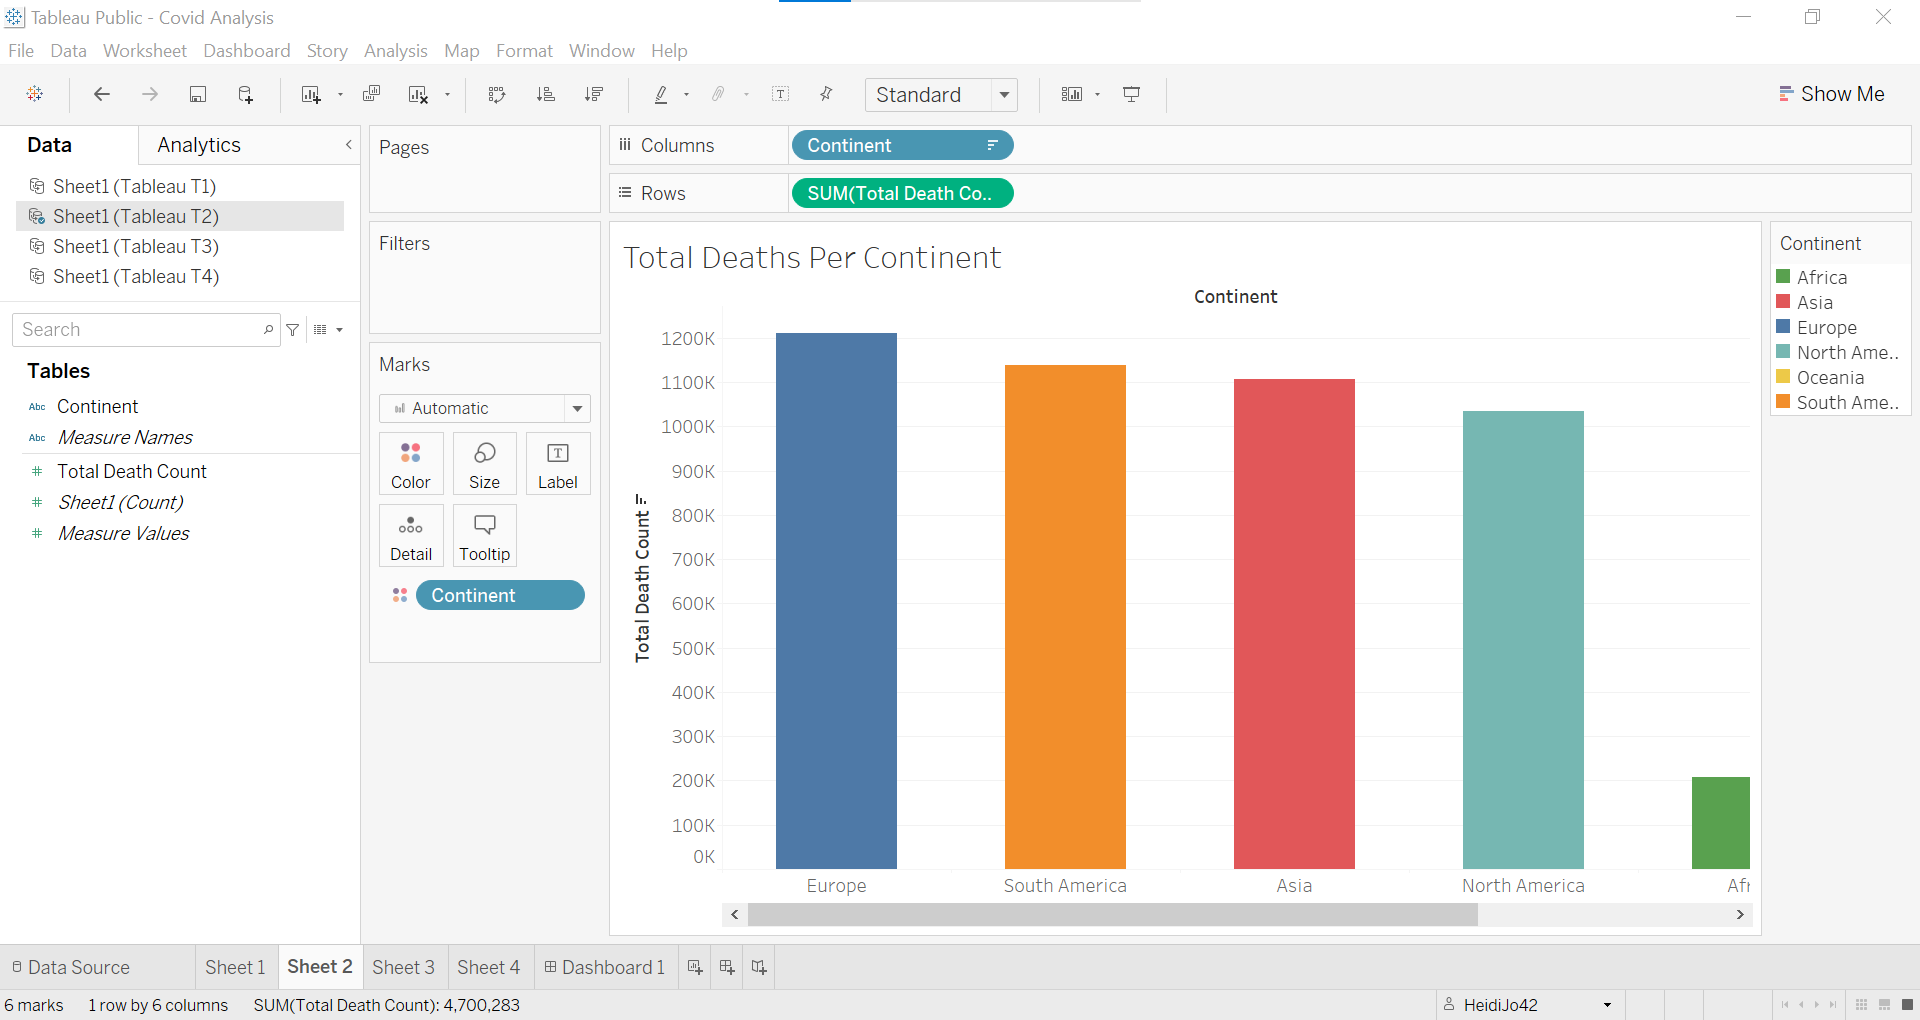 Tableau Public - Covid Analysis
File Data Worksheet Dashboard Story Analysis Map Format Window Help
Standard
Show Me
Data Analytics
Sheet1 (Tableau T1)
Sheet1 (Tableau T2)
Sheet1 (Tableau T3)
Sheet1 (Tableau T4)
Search
Tables
Abc Continent
Abc Measure Names
# Total Death Count
# Sheet1 (Count)
# Measure Values
Pages
Filters
Marks
Automatic
Color Size Label
Detail Tooltip
Continent
Columns Continent
Rows SUM(Total Death Co..
Total Deaths Per Continent
Continent
Total Death Count
1200K
1100K
1000K
900K
800K
700K
600K
500K
400K
300K
200K
100K
0K
Europe South America Asia North America Afr
Continent
Africa
Asia
Europe
North Ame..
Oceania
South Ame..
Data Source Sheet 1 Sheet 2 Sheet 3 Sheet 4 Dashboard 1
6 marks 1 row by 6 columns SUM(Total Death Count): 4,700,283
HeidiJo42